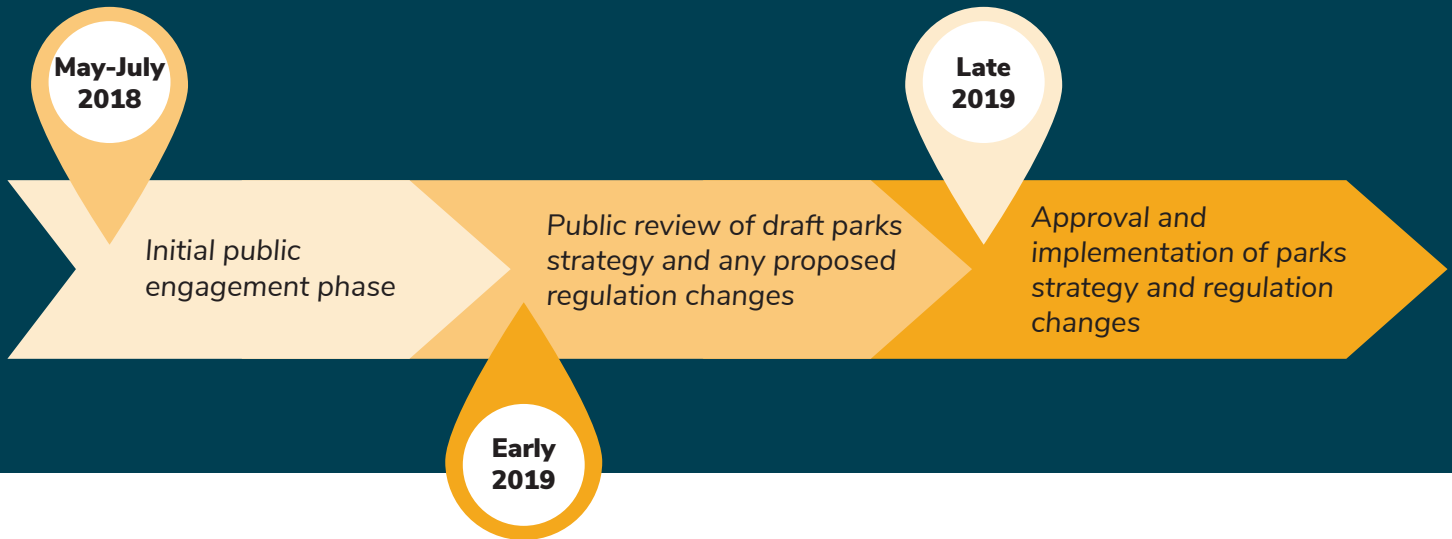 May-July
2018
Initial public
engagement phase
Early
2019
Public review of draft parks
strategy and any proposed
regulation changes
Late
2019
Approval and
implementation of parks
strategy and regulation
changes